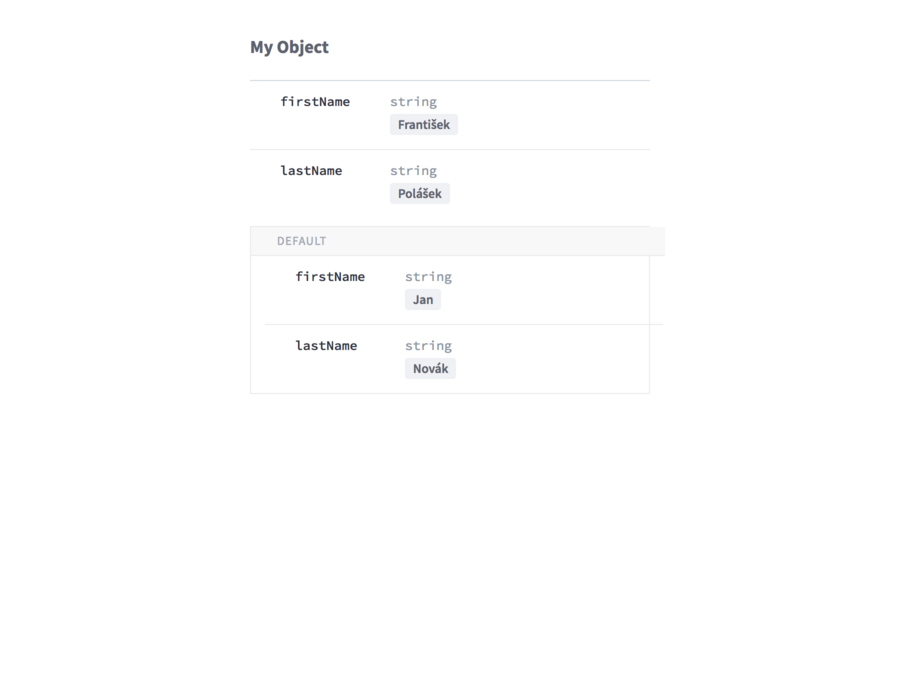 My Object
firstName string
František
lastName string
Polášek
DEFAULT
firstName string
Jan
lastName string
Novák